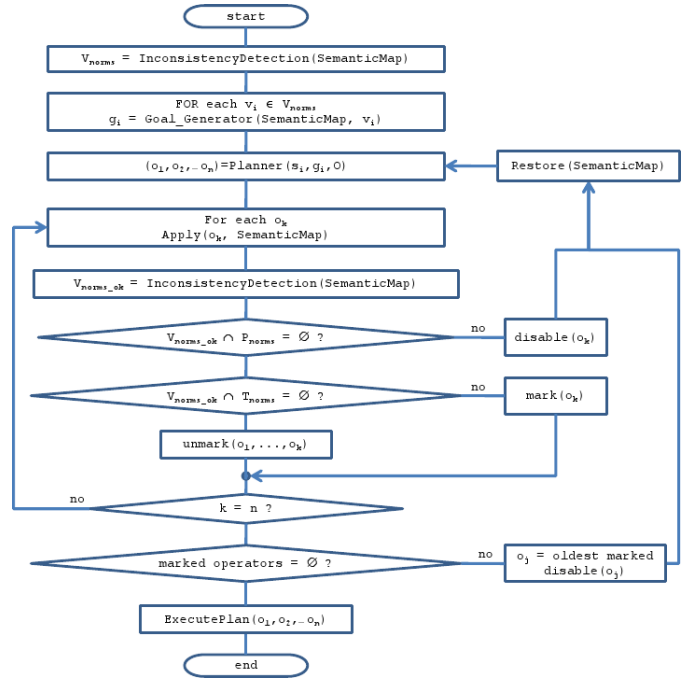 start
Vnorms = InconsistencyDetection(SemanticMap)
FOR each vi ∈ Vnorms
gi = Goal_Generator(SemanticMap, vi)
(o1,o2,…on)=Planner(si,gi,O)
Restore(SemanticMap)
For each ok
Apply(ok, SemanticMap)
Vnorms_ok = InconsistencyDetection(SemanticMap)
Vnorms_ok ∩ Pnorms = ∅ ?
no
disable(ok)
Vnorms_ok ∩ Tnorms = ∅ ?
no
mark(ok)
unmark(o1,...,ok)
no
k = n ?
marked operators = ∅ ?
no
oj = oldest marked
disable(oj)
ExecutePlan(o1,o2,…on)
end